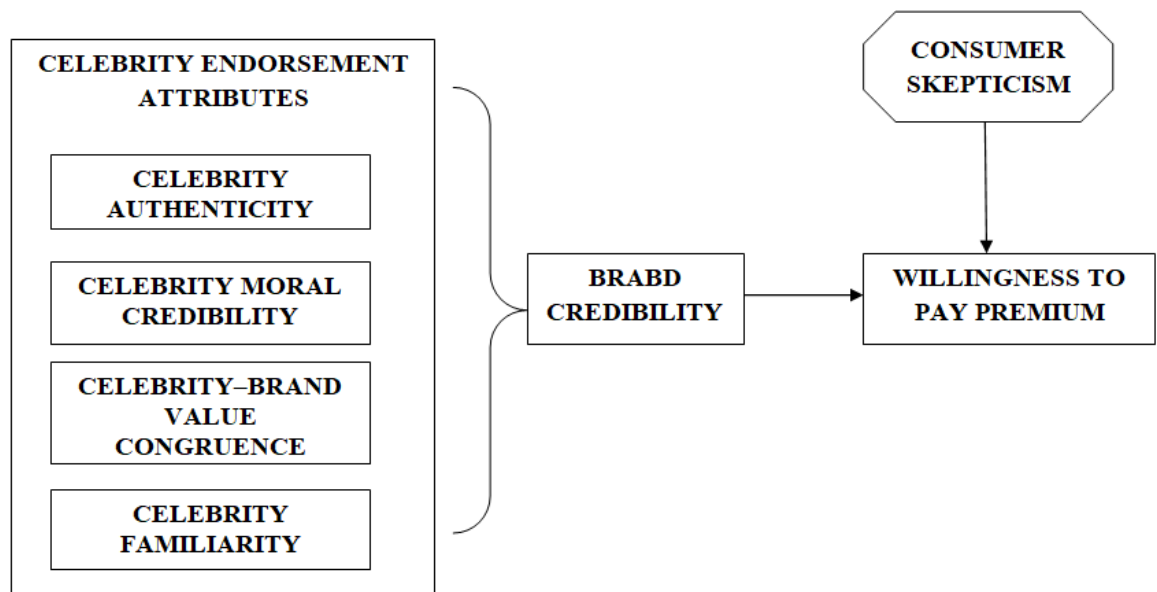 CELEBRITY ENDORSEMENT
ATTRIBUTES
CELEBRITY
AUTHENTICITY
CELEBRITY MORAL
CREDIBILITY
CELEBRITY–BRAND
VALUE
CONGRUENCE
CELEBRITY
FAMILIARITY
BRABD
CREDIBILITY
CONSUMER
SKEPTICISM
WILLINGNESS TO
PAY PREMIUM